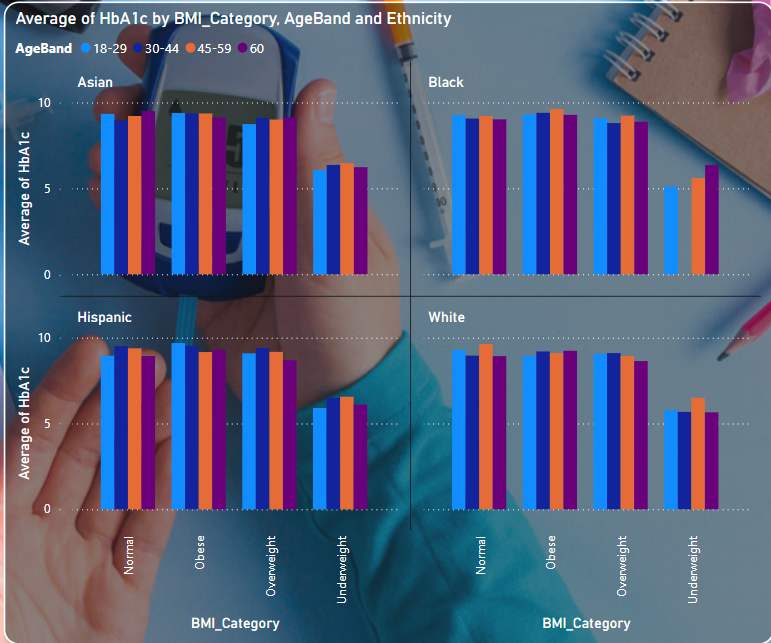 Average of HbA1c by BMI_Category, AgeBand and Ethnicity
AgeBand 18-29 30-44 45-59 60
Asian
Black
Average of HbA1c
10
5
0
Hispanic
White
Average of HbA1c
10
5
0
Normal
Obese
Overweight
Underweight
Normal
Obese
Overweight
Underweight
BMI_Category
BMI_Category